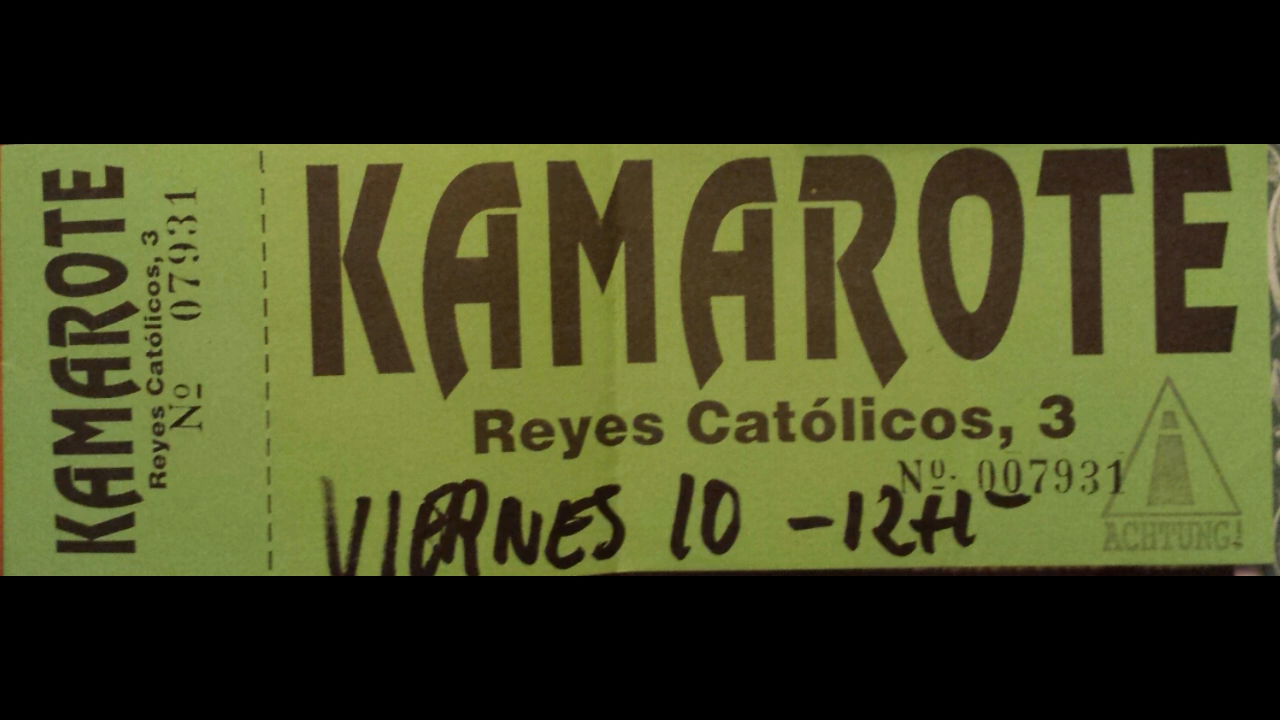 KAMAROTE
Reyes Católicos, 3
Nº 07931
KAMAROTE
Reyes Católicos, 3
Nº. 007931
VIERNES 10 - 12H
ACHTUNG!